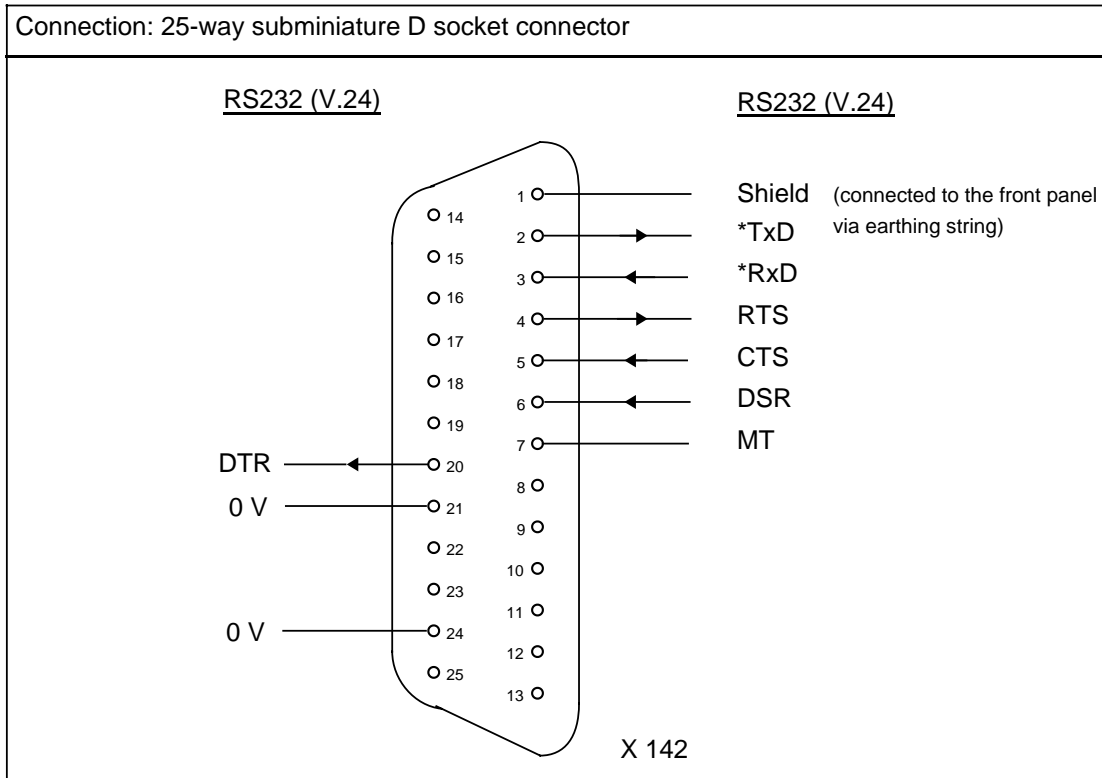 Connection: 25-way subminiature D socket connector
RS232 (V.24)
RS232 (V.24)
1
Shield (connected to the front panel
via earthing string)
14
2
*TxD
15
3
*RxD
16
4
RTS
17
5
CTS
18
6
DSR
19
7
MT
DTR
20
8
0 V
21
9
22
10
23
11
0 V
24
12
25
13
X 142